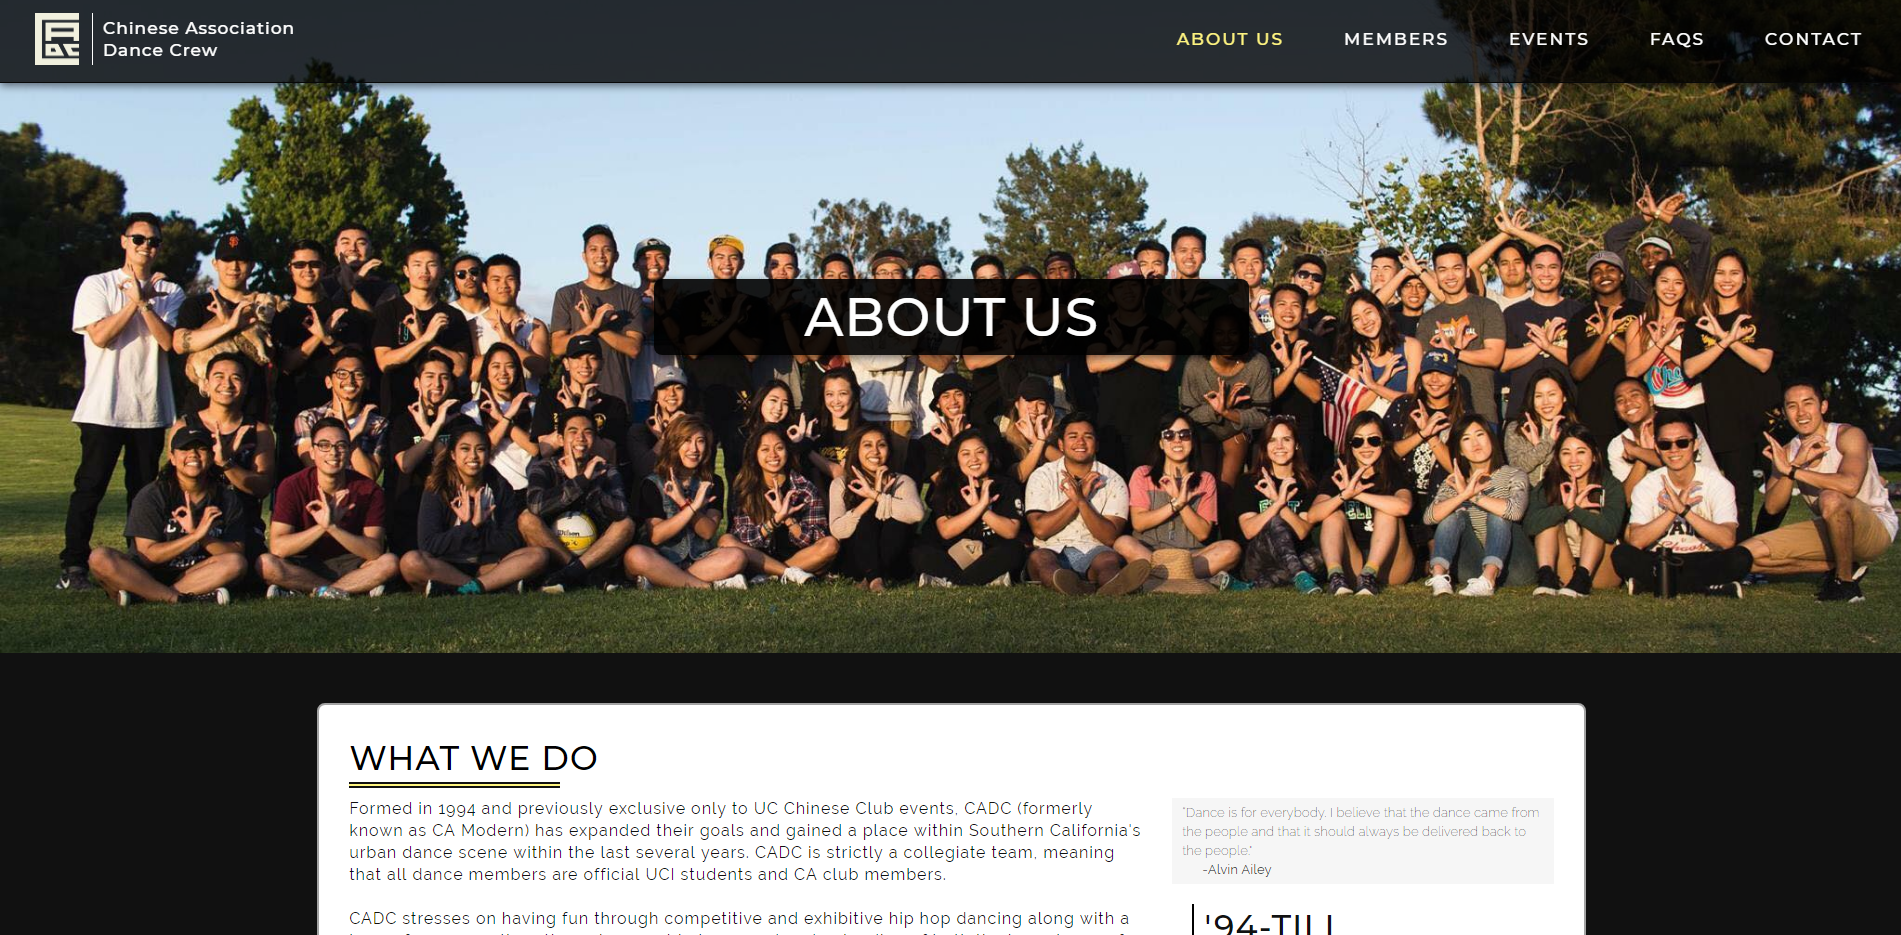 Chinese Association
Dance Crew
ABOUT US
MEMBERS
EVENTS
FAQS
CONTACT
ABOUT US
WHAT WE DO
Formed in 1994 and previously exclusive only to UC Chinese Club events, CADC (formerly
known as CA Modern) has expanded their goals and gained a place within Southern California's
urban dance scene within the last several years. CADC is strictly a collegiate team, meaning
that all dance members are official UCI students and CA club members.
CADC stresses on having fun through competitive and exhibitive hip hop dancing along with a
"Dance is for everybody. I believe that the dance came from
the people and that it should always be delivered back to
the people."
-Alvin Ailey
'94-TILL